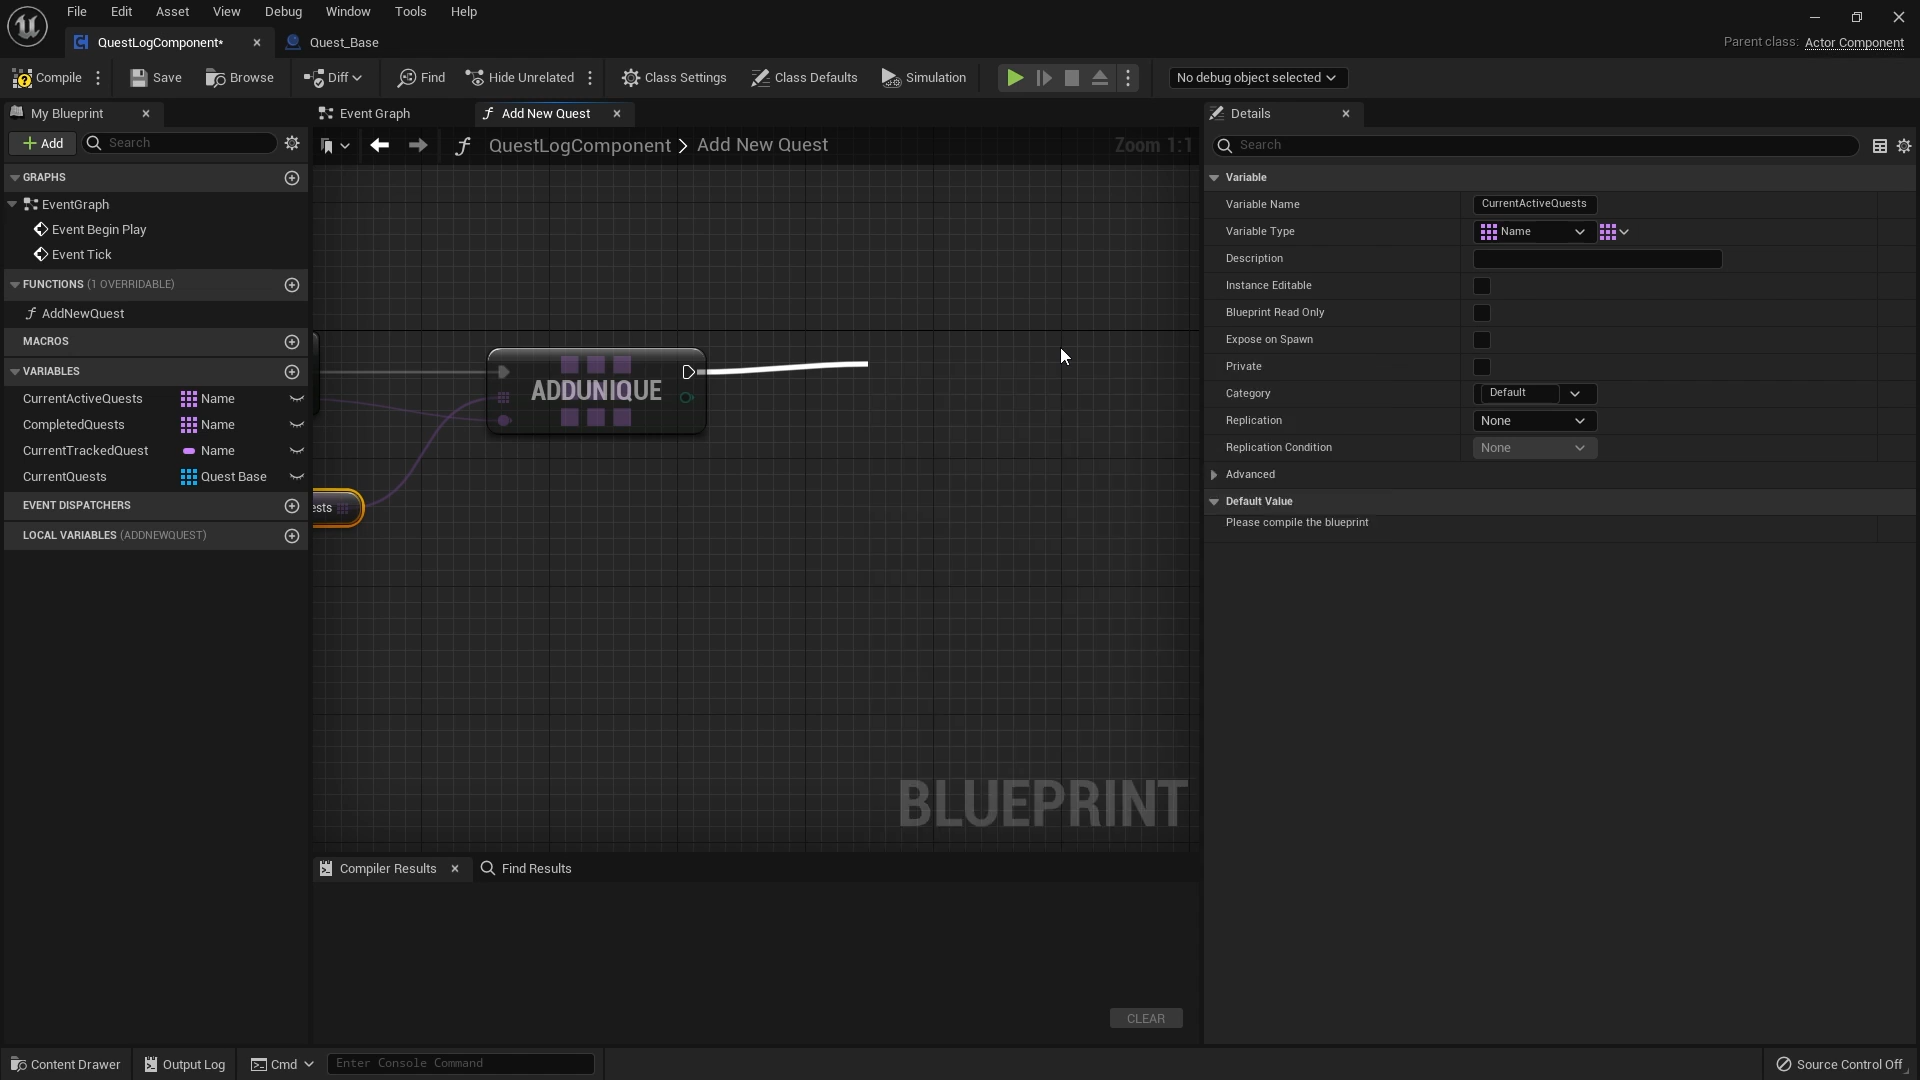 File Edit Asset View Debug Window Tools Help
QuestLogComponent* Quest_Base
Parent class: Actor Component
Compile Save Browse Diff Find Hide Unrelated Class Settings Class Defaults Simulation No debug object selected
My Blueprint
Event Graph Add New Quest
Details
Add Search
QuestLogComponent > Add New Quest
Zoom 1:1
Search
GRAPHS
EventGraph
Event Begin Play
Event Tick
FUNCTIONS (1 OVERRIDABLE)
AddNewQuest
MACROS
VARIABLES
CurrentActiveQuests Name
CompletedQuests Name
CurrentTrackedQuest Name
CurrentQuests Quest Base
EVENT DISPATCHERS
LOCAL VARIABLES (ADDNEWQUEST)
ADDUNIQUE
ests
BLUEPRINT
Variable
Variable Name CurrentActiveQuests
Variable Type Name
Description
Instance Editable
Blueprint Read Only
Expose on Spawn
Private
Category Default
Replication None
Replication Condition None
Advanced
Default Value
Please compile the blueprint
Compiler Results Find Results
CLEAR
Content Drawer Output Log Cmd Enter Console Command Source Control Off